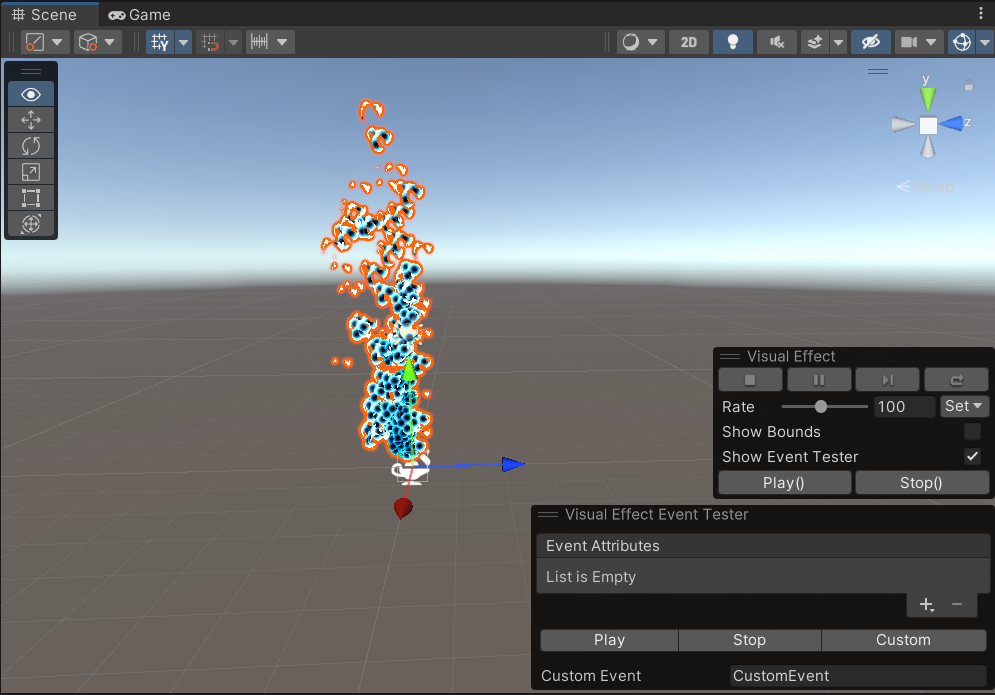 Scene Game
2D
y
z
Persp
Visual Effect
Rate 100 Set
Show Bounds
Show Event Tester
Play() Stop()
Visual Effect Event Tester
Event Attributes
List is Empty
Play Stop Custom
Custom Event CustomEvent